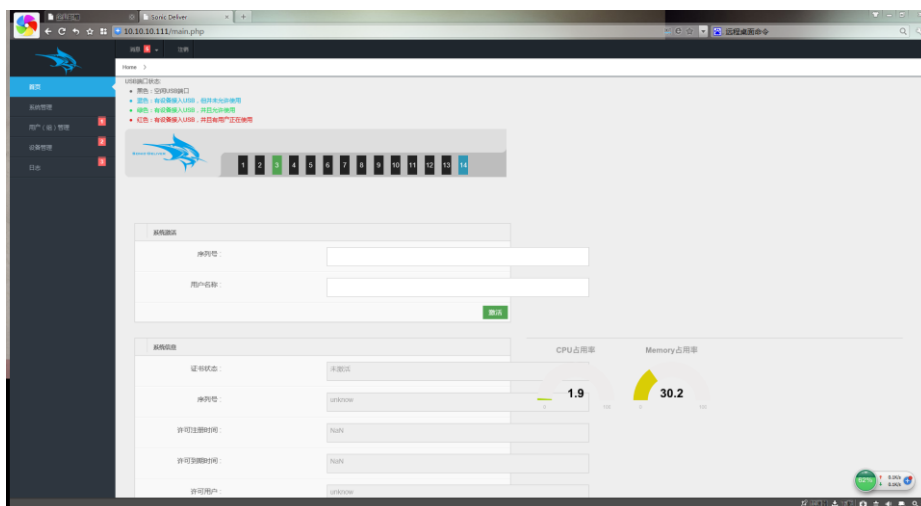 Sonic Deliver
10.10.10.111/main.php
远程桌面命令
消息
注销
Home >
首页
系统管理
用户（组）管理
设备管理
日志
USB端口状态:
黑色：空闲USB端口
蓝色：有设备接入USB，但并未允许使用
绿色：有设备接入USB，并且允许使用
红色：有设备接入USB，并且有用户正在使用
1 2 3 4 5 6 7 8 9 10 11 12 13 14
系统激活
序列号 :
用户名称 :
激活
系统信息
CPU占用率
Memory占用率
证书状态 :
未激活
1.9
30.2
序列号 :
unknow
许可注册时间 :
NaN
许可到期时间 :
NaN
许可用户 :
unknow
62%